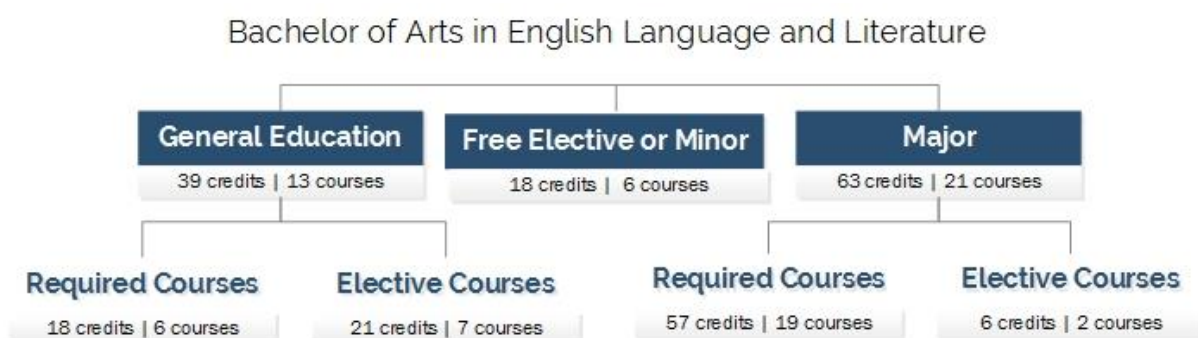 Bachelor of Arts in English Language and Literature
General Education
39 credits | 13 courses
Free Elective or Minor
18 credits | 6 courses
Major
63 credits | 21 courses
Required Courses
18 credits | 6 courses
Elective Courses
21 credits | 7 courses
Required Courses
57 credits | 19 courses
Elective Courses
6 credits | 2 courses